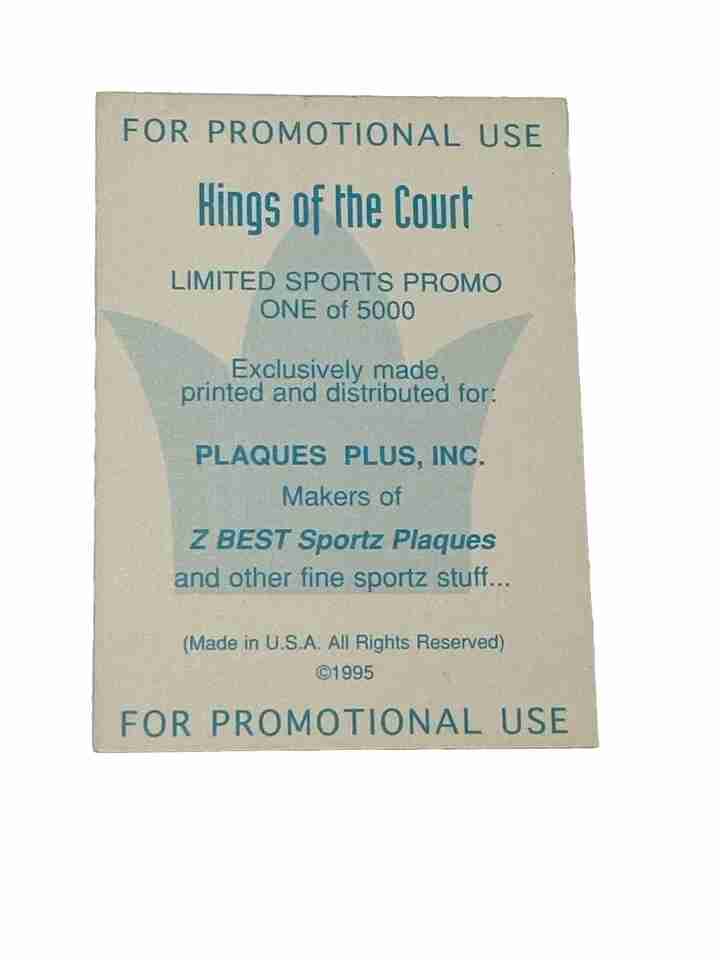 FOR PROMOTIONAL USE
Kings of the Court
LIMITED SPORTS PROMO
ONE of 5000
Exclusively made,
printed and distributed for:
PLAQUES PLUS, INC.
Makers of
Z BEST Sportz Plaques
and other fine sportz stuff...
(Made in U.S.A. All Rights Reserved)
©1995
FOR PROMOTIONAL USE